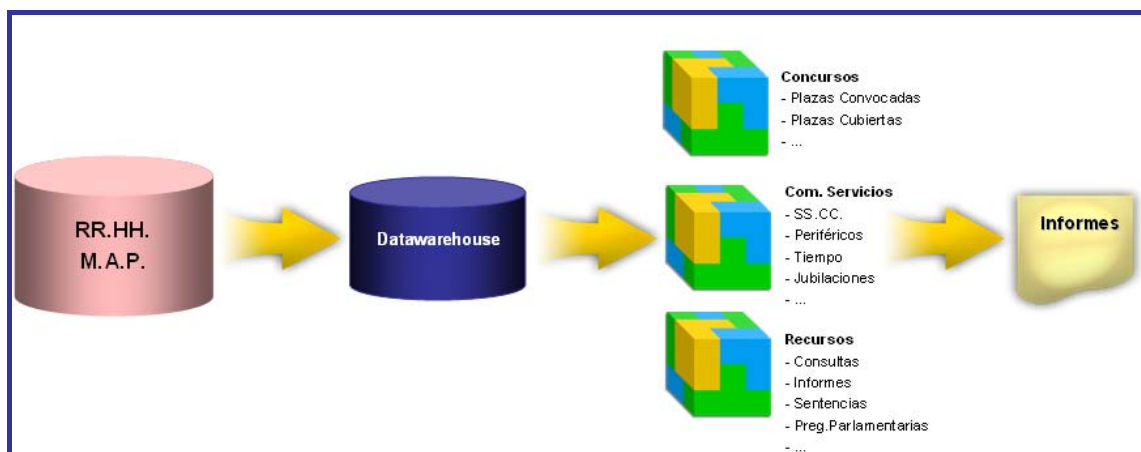 RR.HH.
M.A.P.
Datawarehouse
Concursos
- Plazas Convocadas
- Plazas Cubiertas
- ...
Com. Servicios
- SS.CC.
- Periféricos
- Tiempo
- Jubilaciones
- ...
Recursos
- Consultas
- Informes
- Sentencias
- Preg.Parlamentarias
- ...
Informes